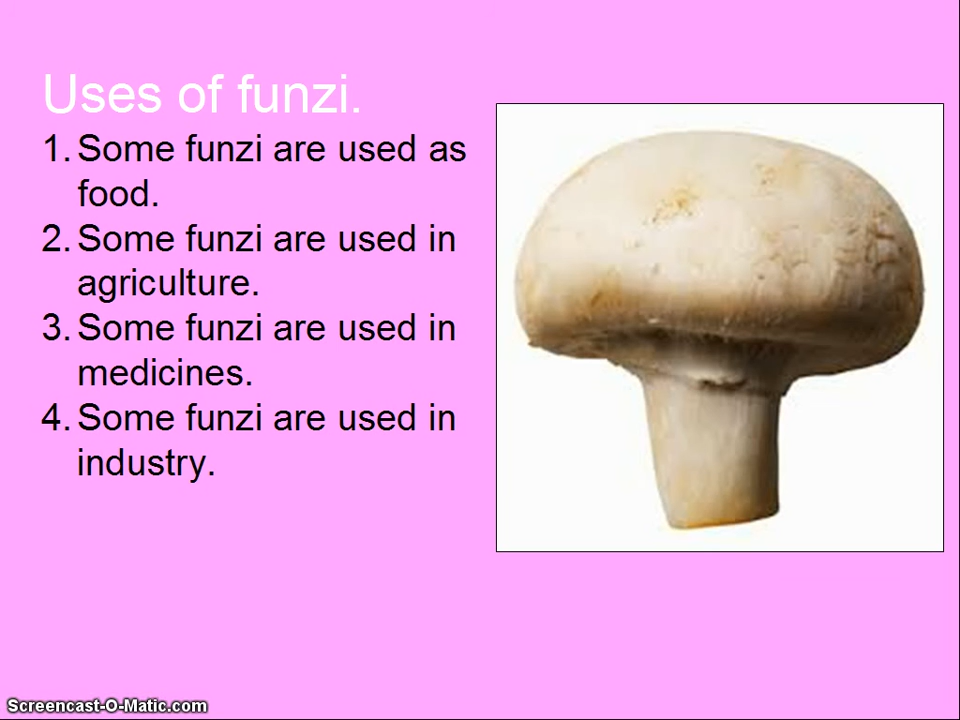 Uses of funzi.
1. Some funzi are used as
food.
2. Some funzi are used in
agriculture.
3. Some funzi are used in
medicines.
4. Some funzi are used in
industry.
Screencast-O-Matic.com